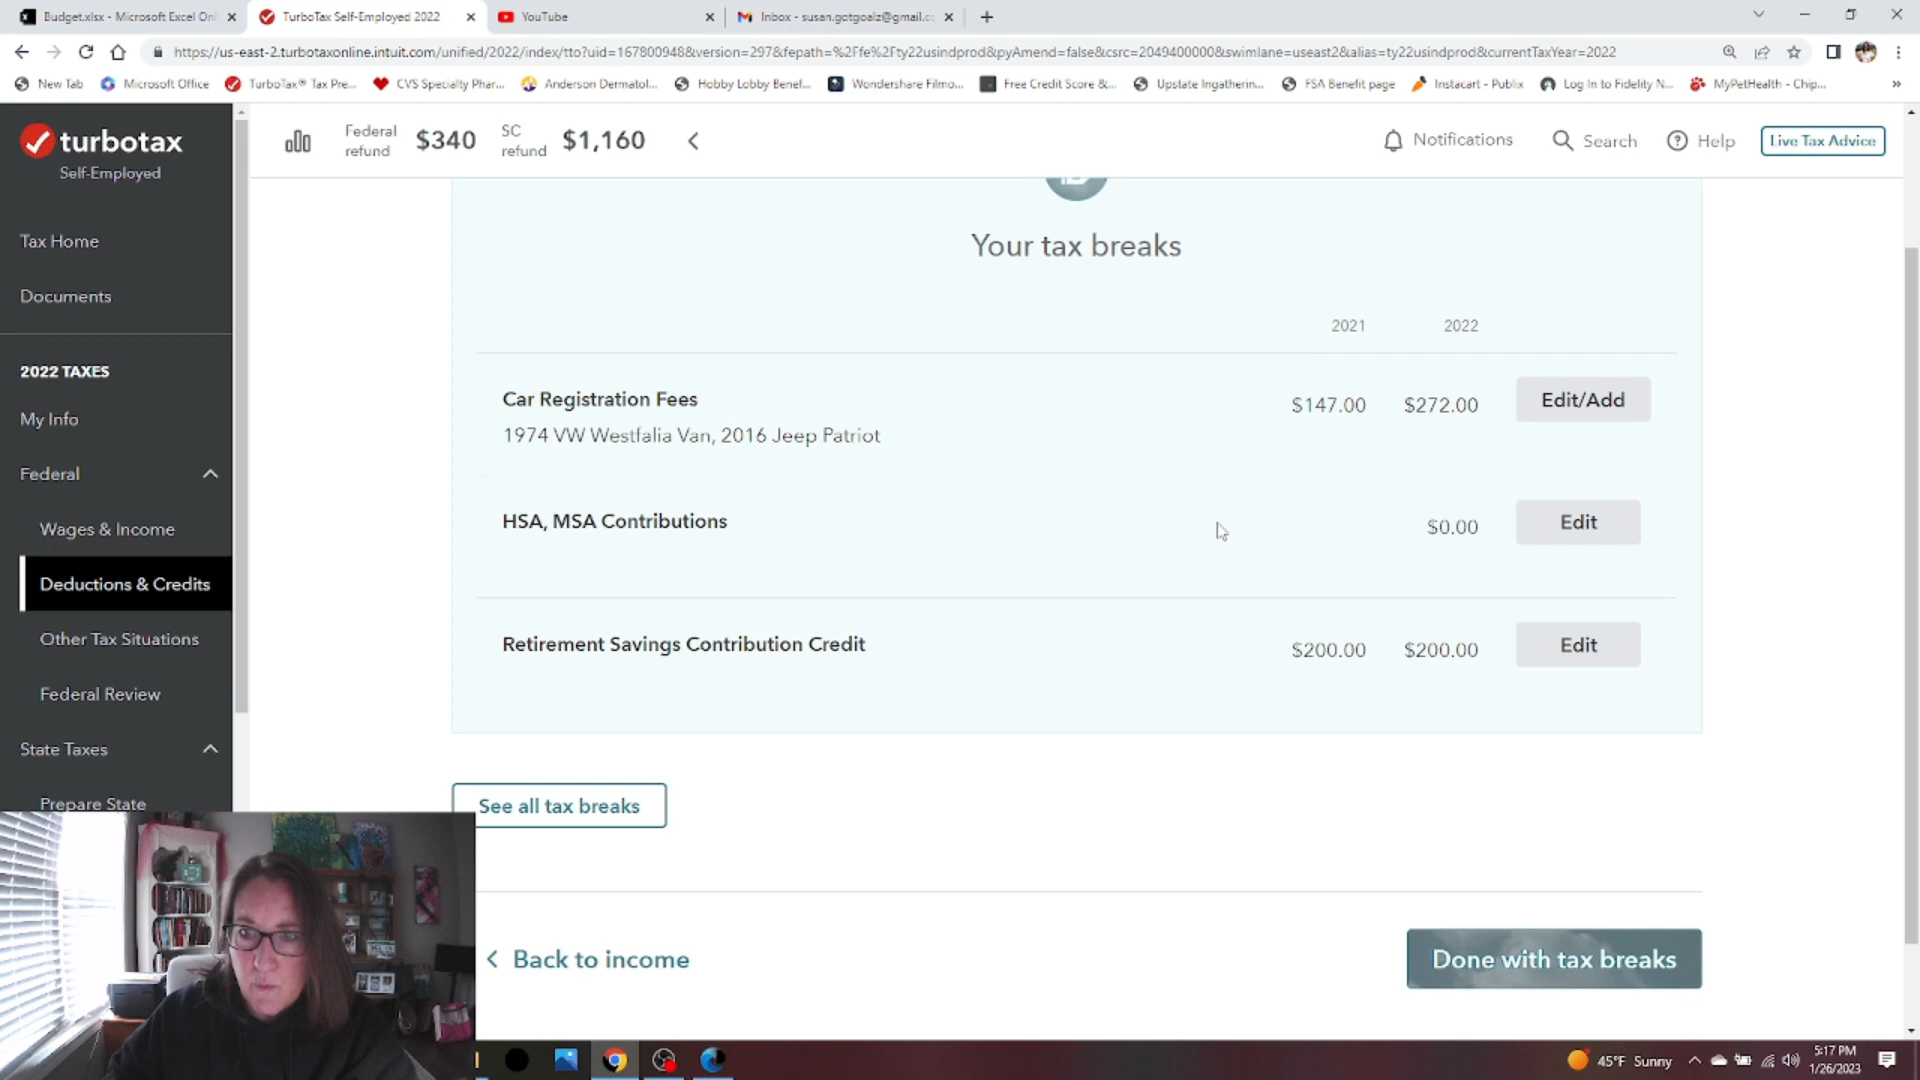 Budget.xlsx - Microsoft Excel Onl
TurboTax Self-Employed 2022
YouTube
Inbox - susan.gotgoalz@gmail.c
https://us-east-2.turbotaxonline.intuit.com/unified/2022/index/tto?uid=167800948&version=297&fepath=%2Ffe%2Fty22usindprod&pyAmend=false&csrc=2049400000&swimlane=useast2&alias=ty22usindprod&currentTaxYear=2022
New Tab
Microsoft Office
TurboTax® Tax Pre...
CVS Specialty Phar...
Anderson Dermatol...
Hobby Lobby Benef...
Wondershare Filmo...
Free Credit Score &...
Upstate Ingatherin...
FSA Benefit page
Instacart - Publix
Log In to Fidelity N...
MyPetHealth - Chip...
»
turbotax
Self-Employed
Federal refund $340
SC refund $1,160
Notifications
Search
Help
Live Tax Advice
Tax Home
Documents
2022 TAXES
My Info
Federal
Wages & Income
Deductions & Credits
Other Tax Situations
Federal Review
State Taxes
Prepare State
Your tax breaks
2021 2022
Car Registration Fees $147.00 $272.00 Edit/Add
1974 VW Westfalia Van, 2016 Jeep Patriot
HSA, MSA Contributions $0.00 Edit
Retirement Savings Contribution Credit $200.00 $200.00 Edit
See all tax breaks
Back to income
Done with tax breaks
45°F Sunny
5:17 PM
1/26/2023